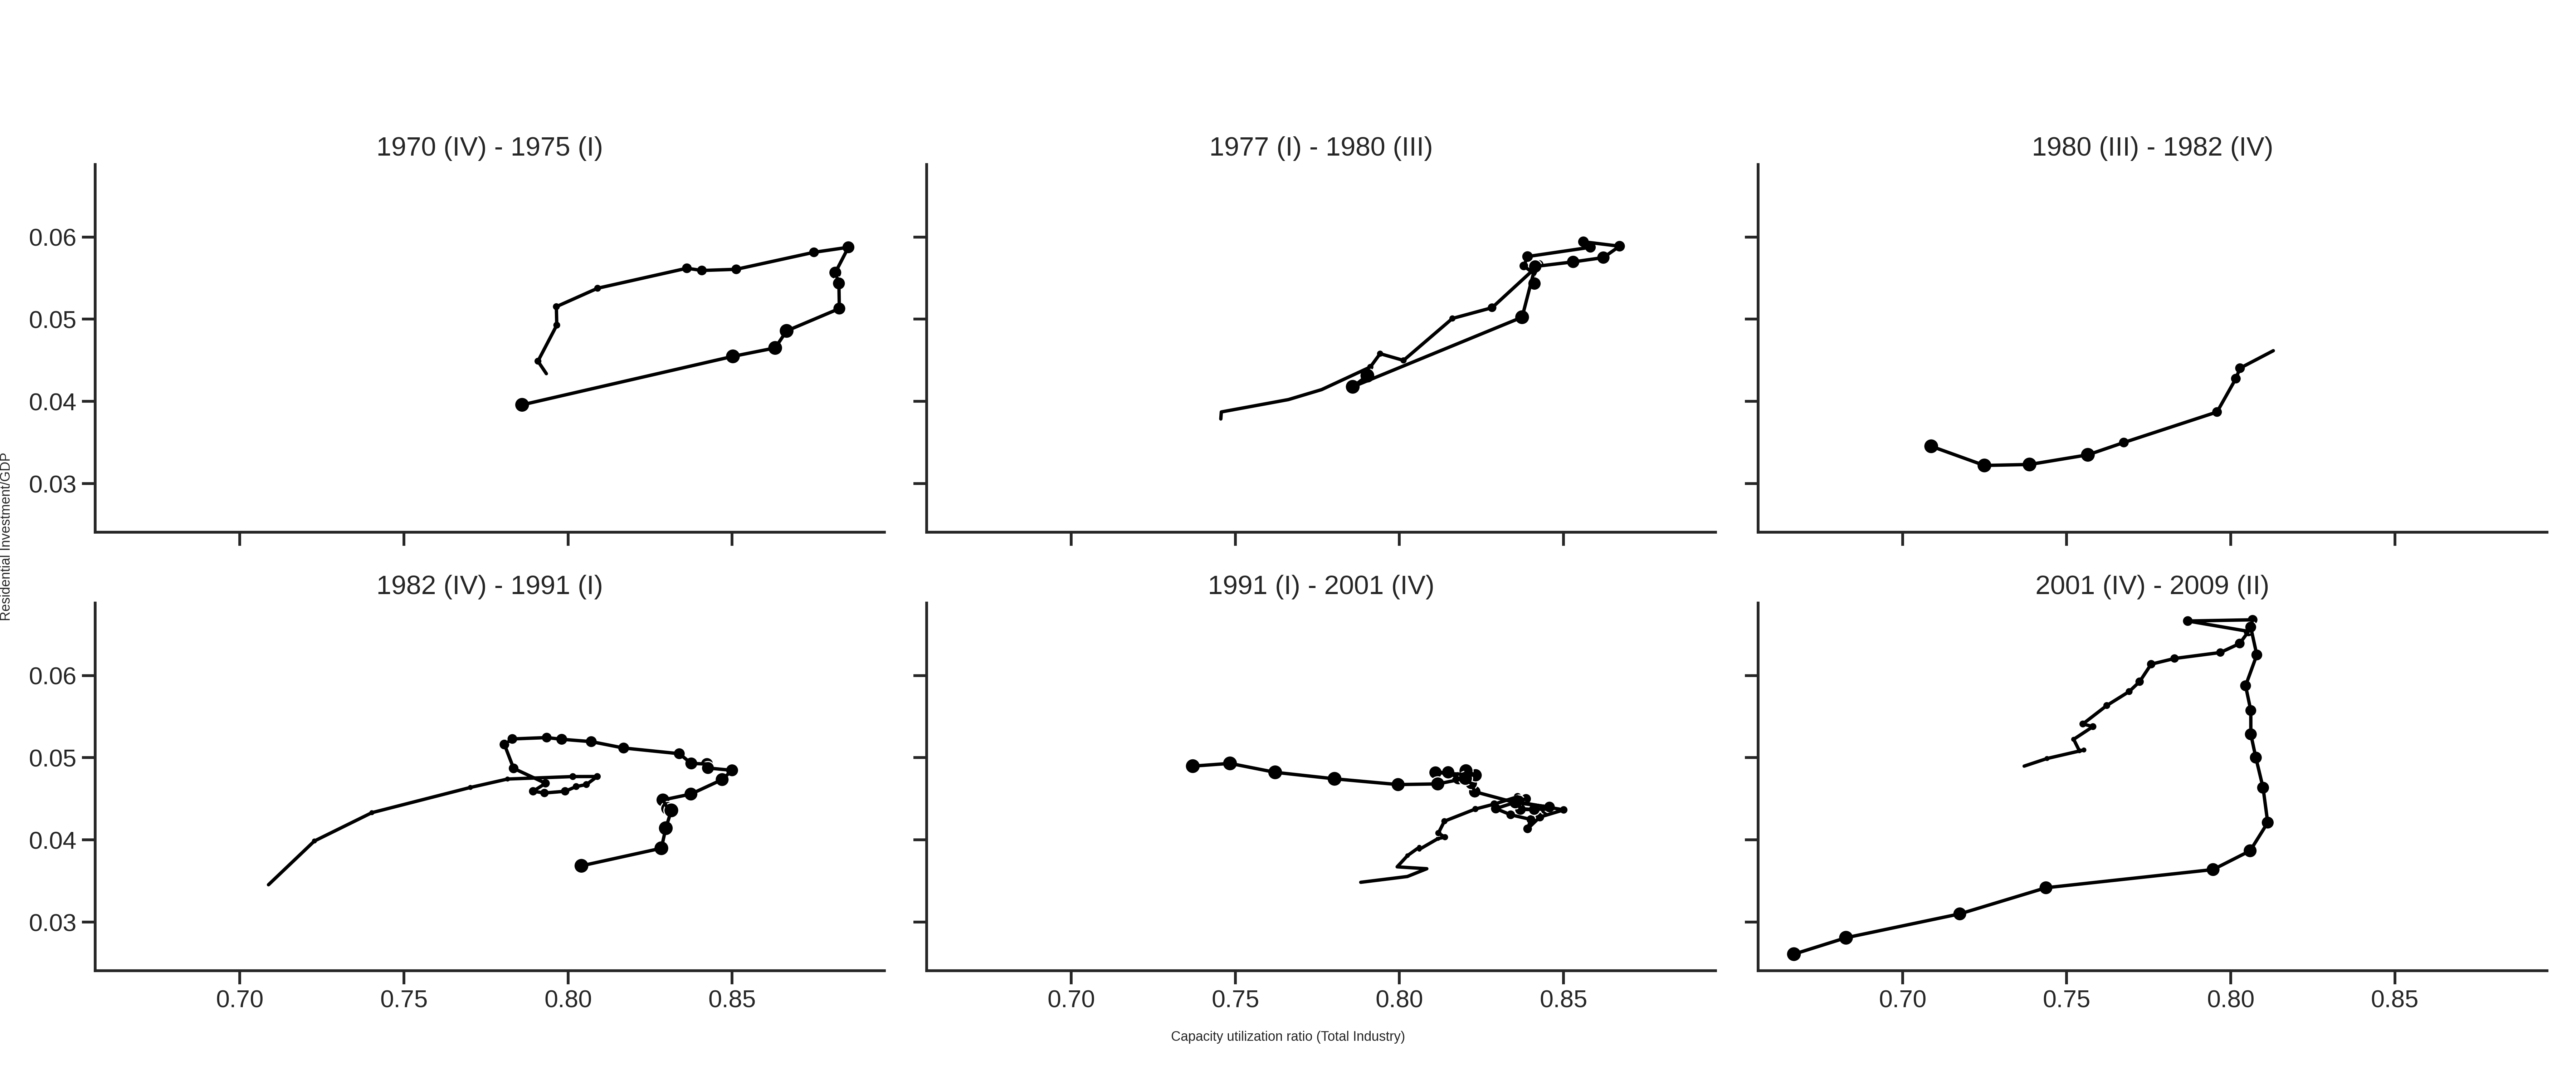 1970 (IV) - 1975 (I)
1977 (I) - 1980 (III)
1980 (III) - 1982 (IV)
0.06
0.05
0.04
0.03
Residential Investment/GDP
1982 (IV) - 1991 (I)
1991 (I) - 2001 (IV)
2001 (IV) - 2009 (II)
0.06
0.05
0.04
0.03
0.70 0.75 0.80 0.85
0.70 0.75 0.80 0.85
0.70 0.75 0.80 0.85
Capacity utilization ratio (Total Industry)